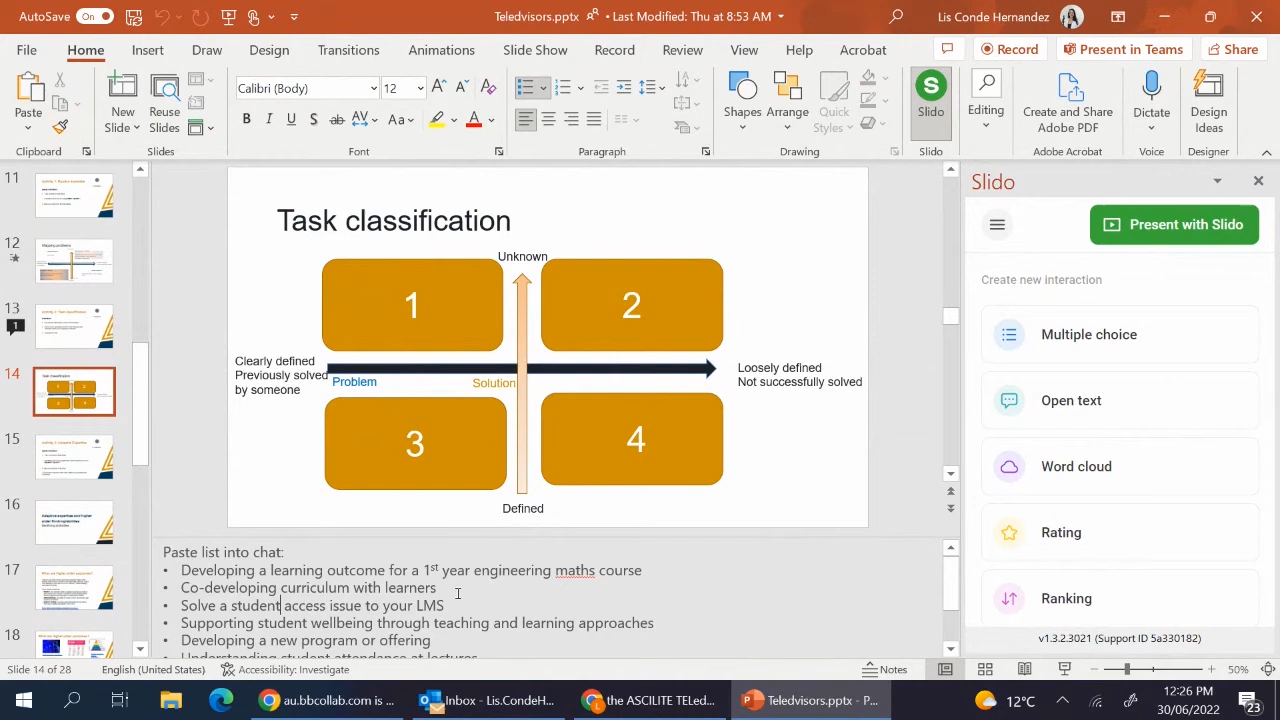 AutoSave On Teledvisors.pptx • Last Modified: Thu at 8:53 AM Lis Conde Hernandez
File Home Insert Draw Design Transitions Animations Slide Show Record Review View Help Acrobat Record Present in Teams Share
Calibri (Body) 12
Paste New Slide Reuse Slides Shapes Arrange Quick Styles Slido Editing Create and Share Adobe PDF Dictate Design Ideas
Clipboard Slides Font Paragraph Drawing Slido Adobe Acrobat Voice Designer
11
12
13
4
15
16
17
18
Task classification
Unknown
1
2
Clearly defined
Previously solved
by someone
Problem
Solution
Loosely defined
Not successfully solved
3
4
Defined
Paste list into chat:
• Developing a learning outcome for a 1st year engineering maths course
• Co-developing curriculum with learners
• Solve a student access issue to your LMS
• Supporting student wellbeing through teaching and learning approaches
• Developing a new program or offering
Understanding student attendance at lectures
Slido
Present with Slido
Create new interaction
Multiple choice
Open text
Word cloud
Rating
Ranking
v1.3.2.3021 (Support ID 5a330182)
Slide 14 of 28 English (United States) Accessibility: Investigate Notes 50%
au.bbcollab.com is ... Inbox - Lis.CondeH... the ASCILITE TELed... Teledvisors.pptx - P... 12°C 12:26 PM
30/06/2022 23